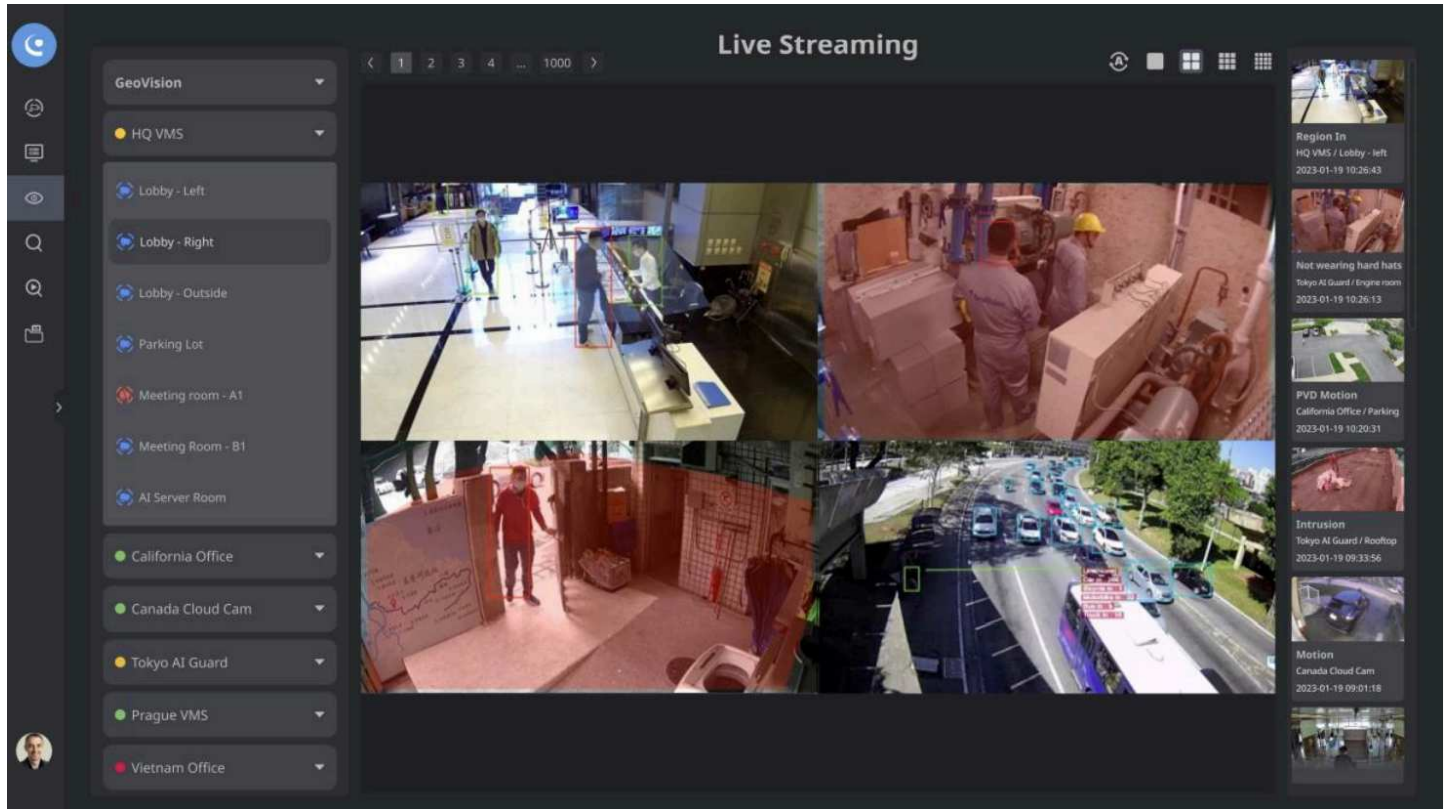 Live Streaming
GeoVision
HQ VMS
Lobby - Left
Lobby - Right
Lobby - Outside
Parking Lot
Meeting room - A1
Meeting Room - B1
AI Server Room
California Office
Canada Cloud Cam
Tokyo AI Guard
Prague VMS
Vietnam Office
1 2 3 4 ... 1000
Region In
HQ VMS / Lobby - left
2023-01-19 10:26:43
Not wearing hard hats
Tokyo AI Guard / Engine room
2023-01-19 10:26:13
PVD Motion
California Office / Parking
2023-01-19 10:20:31
Intrusion
Tokyo AI Guard / Rooftop
2023-01-19 09:33:56
Motion
Canada Cloud Cam
2023-01-19 09:01:18